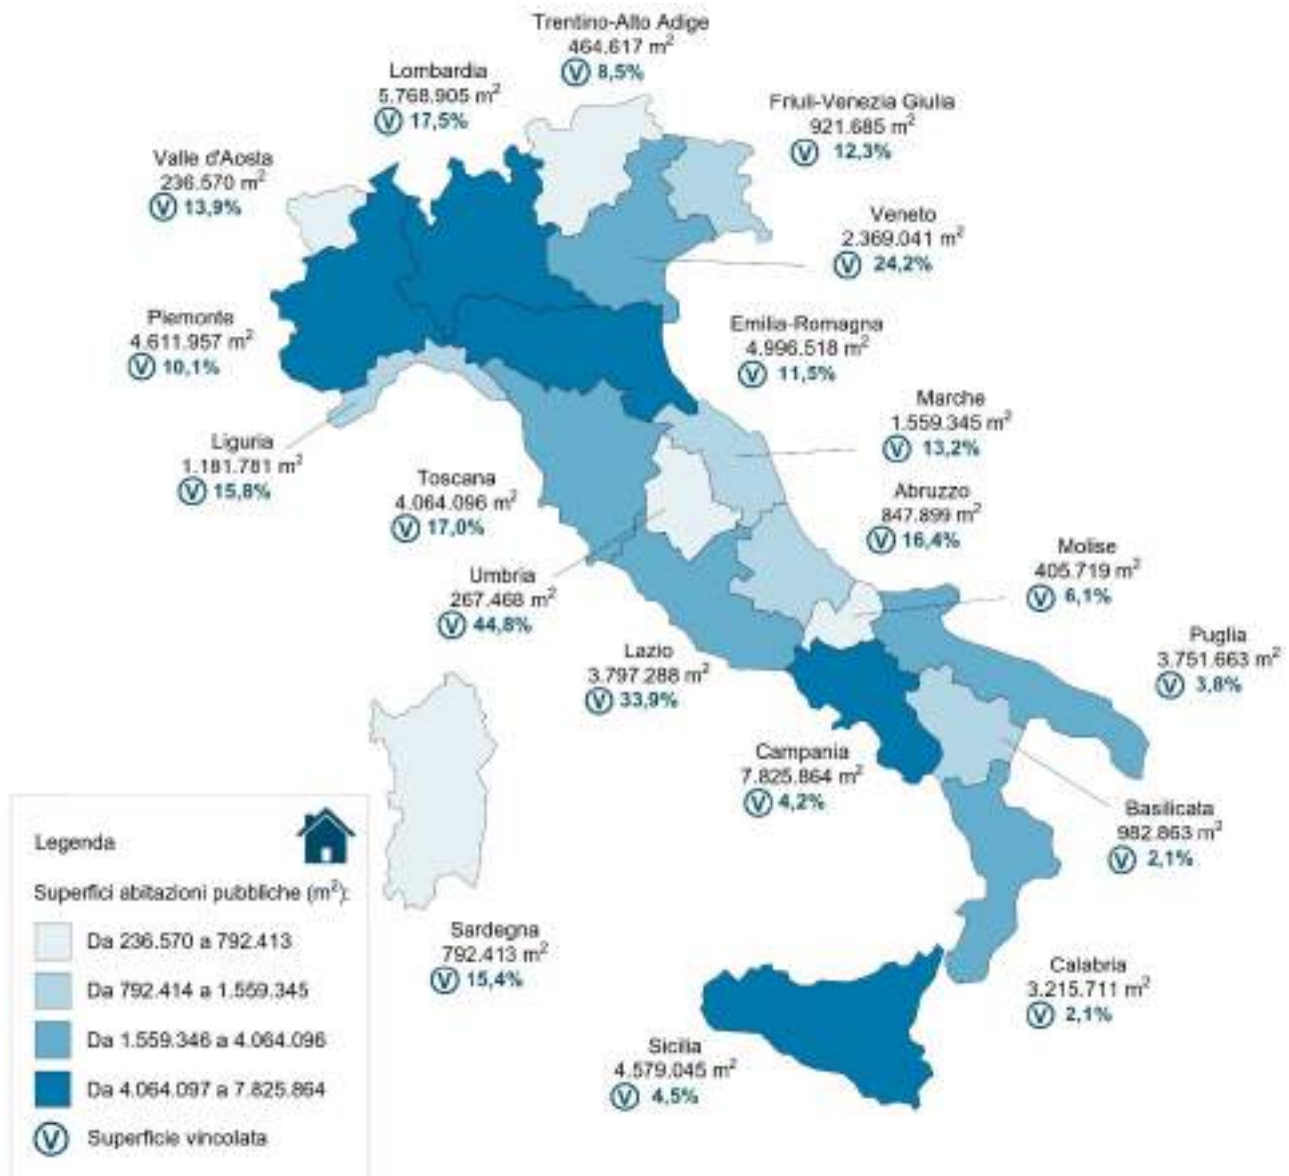 Trentino-Alto Adige
464.617 m²
V 8,5%
Lombardia
5.768.905 m²
V 17,5%
Friuli-Venezia Giulia
921.685 m²
V 12,3%
Valle d'Aosta
236.570 m²
V 13,9%
Veneto
2.369.041 m²
V 24,2%
Piemonte
4.611.957 m²
V 10,1%
Emilia-Romagna
4.996.518 m²
V 11,5%
Marche
1.559.345 m²
V 13,2%
Liguria
1.181.781 m²
V 15,8%
Toscana
4.064.096 m²
V 17,0%
Abruzzo
847.899 m²
V 16,4%
Molise
405.719 m²
V 6,1%
Umbria
267.468 m²
V 44,8%
Puglia
3.751.663 m²
V 3,8%
Lazio
3.797.288 m²
V 33,9%
Campania
7.825.864 m²
V 4,2%
Basilicata
982.863 m²
V 2,1%
Sardegna
792.413 m²
V 15,4%
Calabria
3.215.711 m²
V 2,1%
Sicilia
4.579.045 m²
V 4,5%
Legenda
Superfici abitazioni pubbliche (m²):
Da 236.570 a 792.413
Da 792.414 a 1.559.345
Da 1.559.346 a 4.064.096
Da 4.064.097 a 7.825.864
V Superficie vincolata